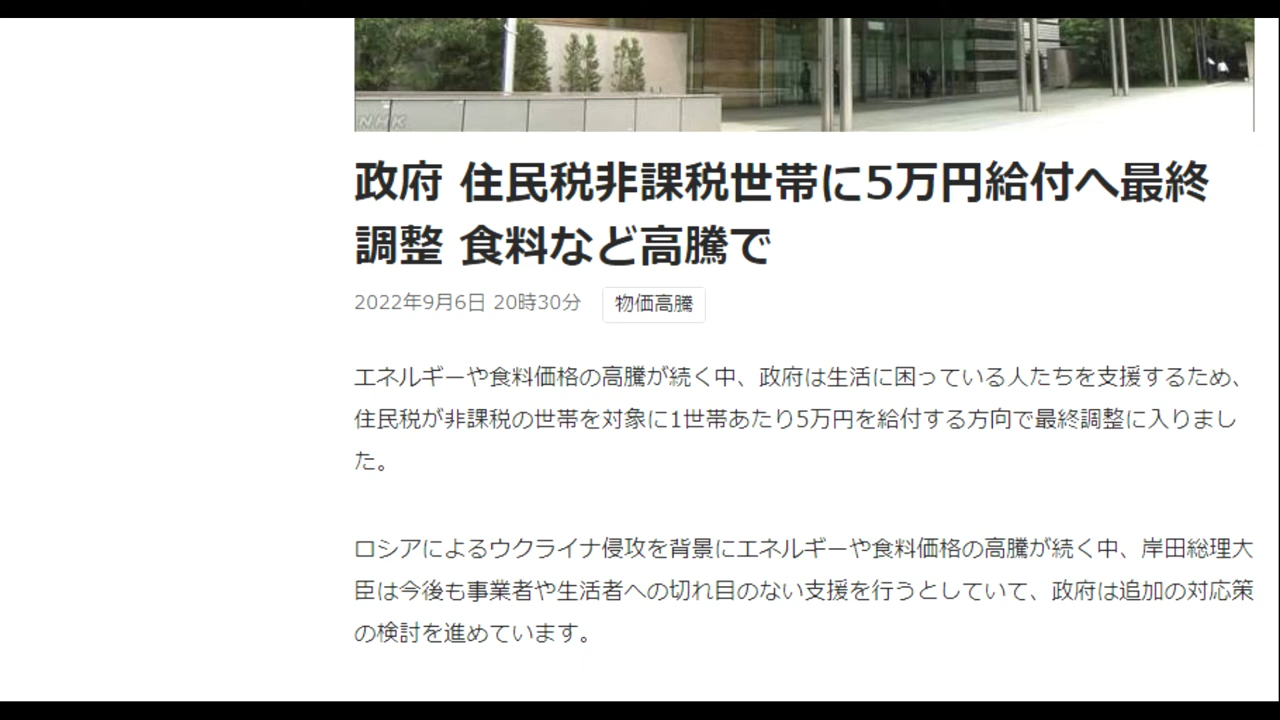 NHK
政府 住民税非課税世帯に5万円給付へ最終
調整 食料など高騰で
2022年9月6日 20時30分 物価高騰
エネルギーや食料価格の高騰が続く中、政府は生活に困っている人たちを支援するため、
住民税が非課税の世帯を対象に1世帯あたり5万円を給付する方向で最終調整に入りまし
た。
ロシアによるウクライナ侵攻を背景にエネルギーや食料価格の高騰が続く中、岸田総理大
臣は今後も事業者や生活者への切れ目のない支援を行うとしていて、政府は追加の対応策
の検討を進めています。